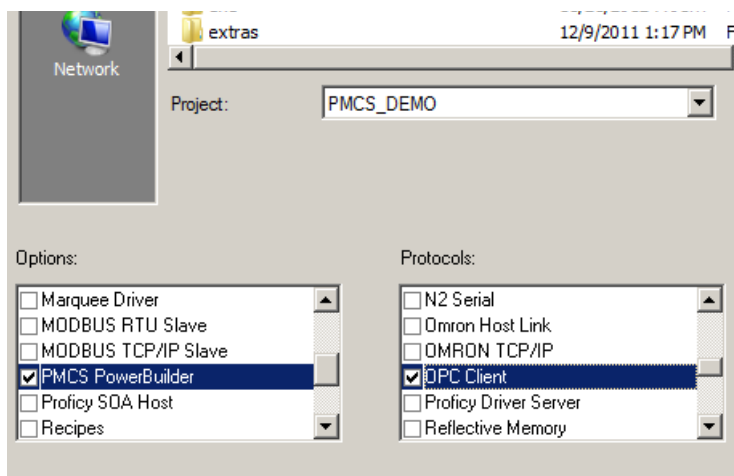 extras 12/9/2011 1:17 PM F
Network
Project: PMCS_DEMO
Options: Protocols:
Marquee Driver
MODBUS RTU Slave
MODBUS TCP/IP Slave
PMCS PowerBuilder
Proficy SOA Host
Recipes
N2 Serial
Omron Host Link
OMRON TCP/IP
OPC Client
Proficy Driver Server
Reflective Memory